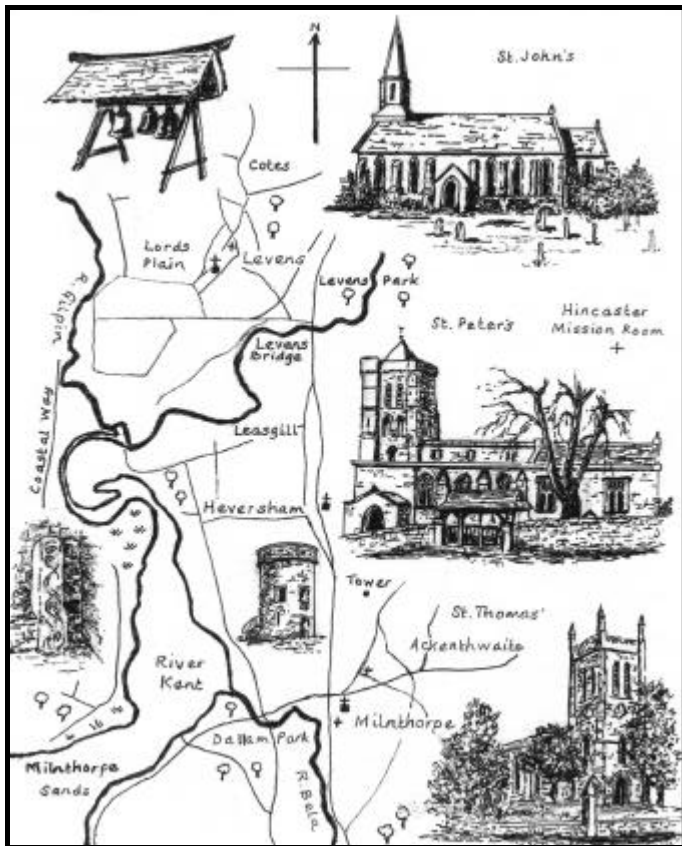 N
St. John's
Cotes
Lords
Plain
Levens
R. Gilpin
Levens Park
St. Peter's
Hincaster
Mission Room
Levens
Bridge
Coastal Way
Leasgill
Heversham
Tower
St. Thomas'
Ackenthwaite
River
Kent
Milnthorpe
Dallam Park
Milnthorpe
Sands
R. Bela